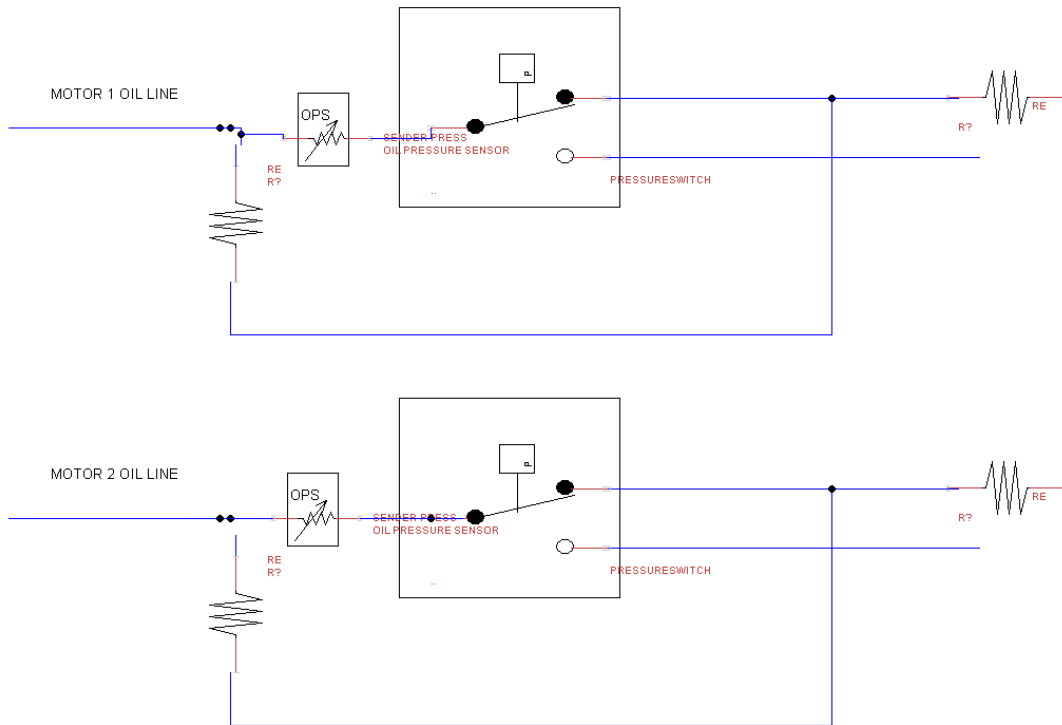 P
MOTOR 1 OIL LINE
OPS
SENDER PRESS
OIL PRESSURE SENSOR
RE
R?
RE
R?
PRESSURESWITCH
..
P
MOTOR 2 OIL LINE
OPS
SENDER PRESS
OIL PRESSURE SENSOR
RE
R?
RE
R?
PRESSURESWITCH
..